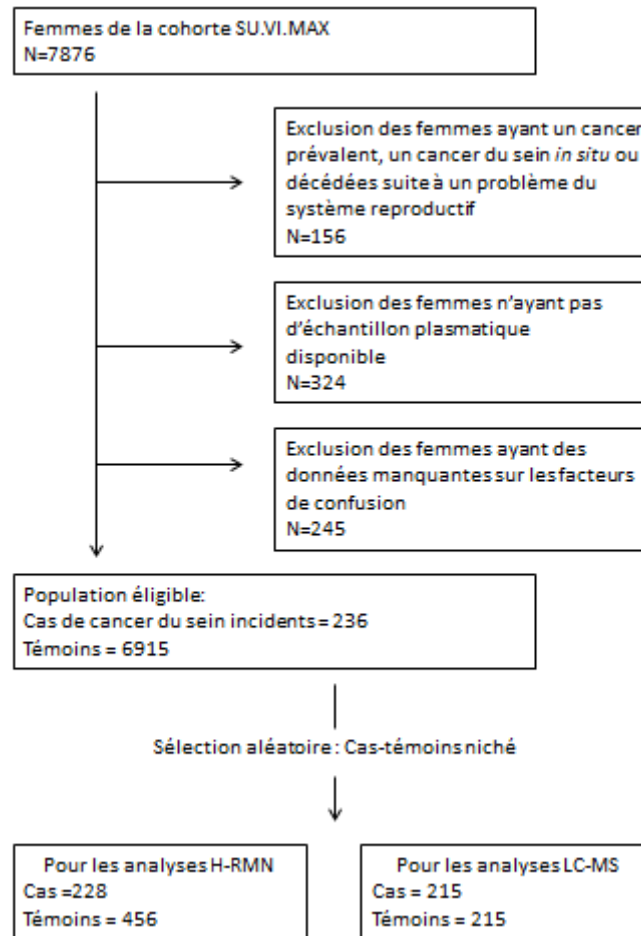 Femmes de la cohorte SU.VI.MAX
N=7876
Exclusion des femmes ayant un cancer
prévalent, un cancer du sein in situ ou
décédées suite à un problème du
système reproductif
N=156
Exclusion des femmes n'ayant pas
d'échantillon plasmatique
disponible
N=324
Exclusion des femmes ayant des
données manquantes sur les facteurs
de confusion
N=245
Population éligible:
Cas de cancer du sein incidents = 236
Témoins = 6915
Sélection aléatoire : Cas-témoins niché
Pour les analyses H-RMN
Cas =228
Témoins = 456
Pour les analyses LC-MS
Cas = 215
Témoins = 215